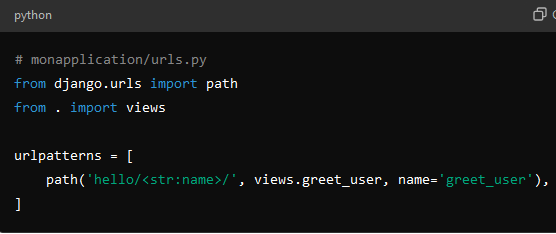 python
# monapplication/urls.py
from django.urls import path
from . import views
urlpatterns = [
    path('hello/<str:name>/', views.greet_user, name='greet_user'),
]